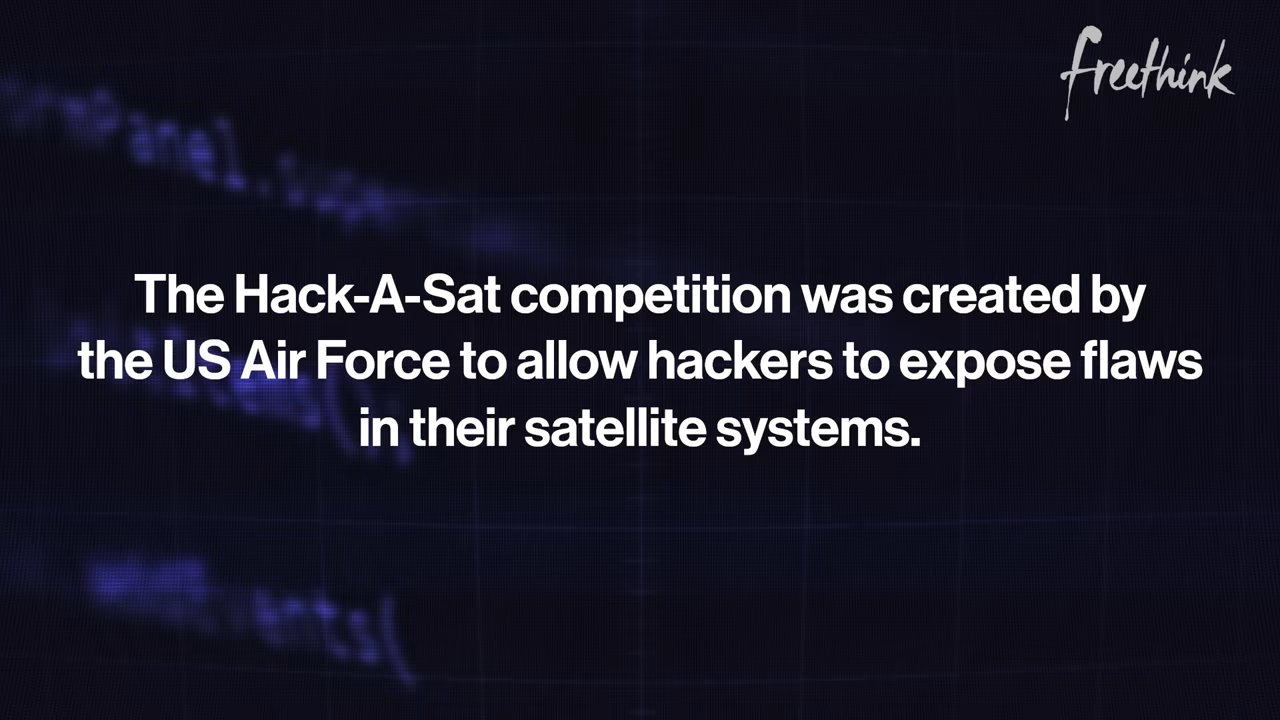 freethink
The Hack-A-Sat competition was created by
the US Air Force to allow hackers to expose flaws
in their satellite systems.